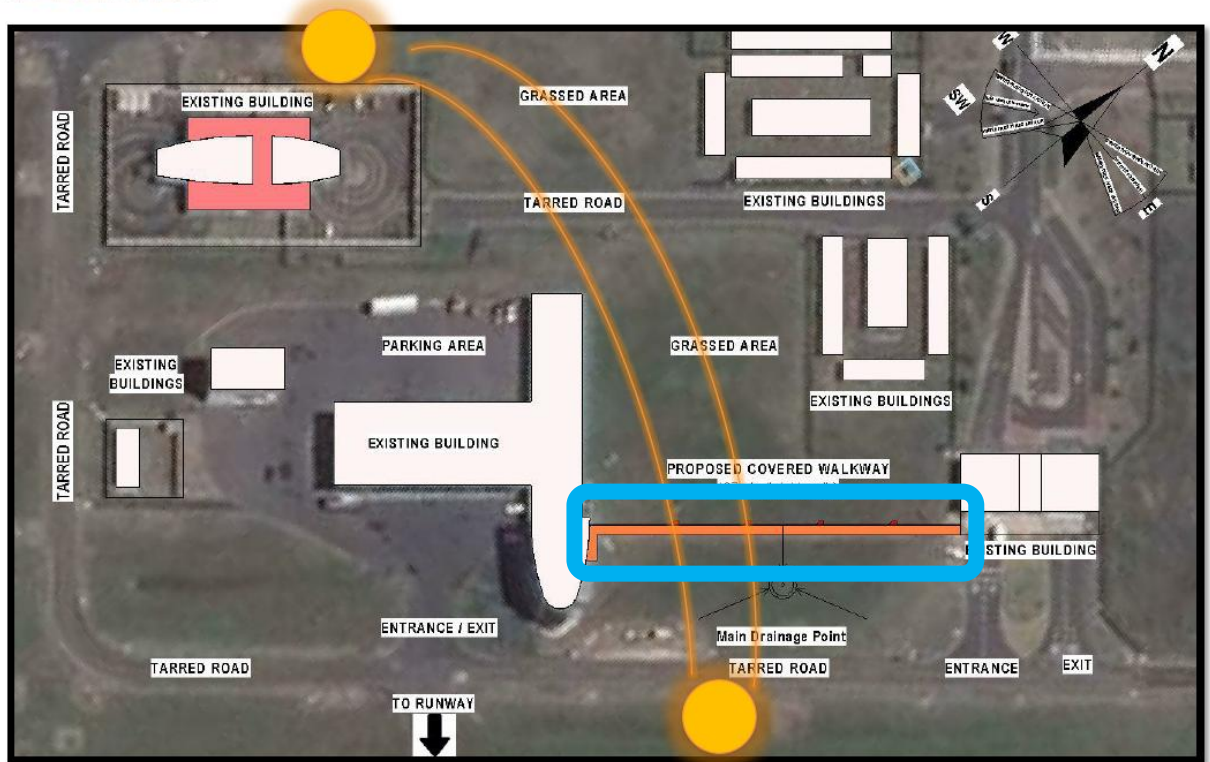 W
N
SW
S
E
EXISTING BUILDING
GRASSED AREA
TARRED ROAD
TARRED ROAD
EXISTING BUILDINGS
PARKING AREA
GRASSED AREA
EXISTING
BUILDINGS
EXISTING BUILDINGS
TARRED ROAD
EXISTING BUILDING
PROPOSED COVERED WALKWAY
STING BUILDING
ENTRANCE / EXIT
Main Drainage Point
TARRED ROAD
TARRED ROAD
ENTRANCE
EXIT
TO RUNWAY